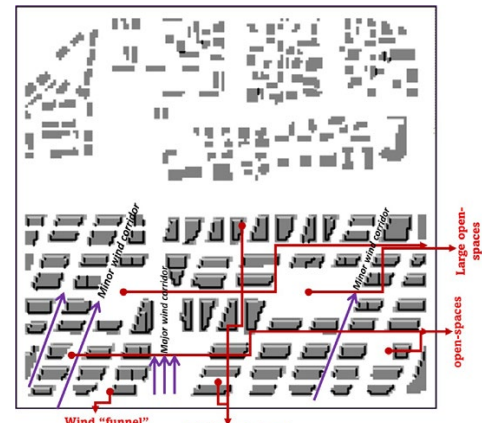 Minor wind corridor
Minor wind corridor
Major wind corridor
Large open-
spaces
open-spaces
Wind "funnel"